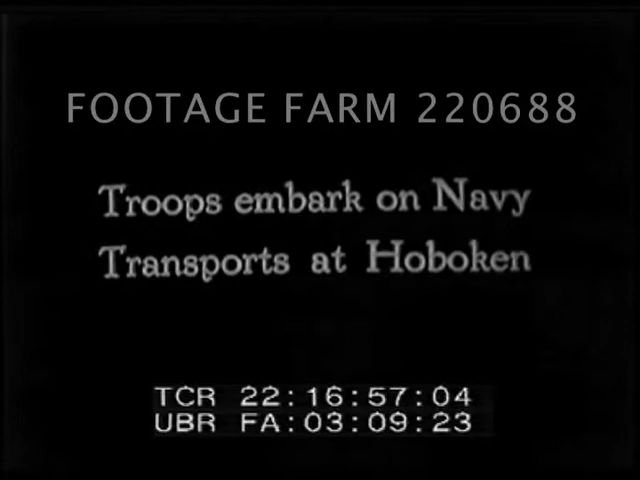 FOOTAGE FARM 220688
Troops embark on Navy
Transports at Hoboken
TCR 22:16:57:04
UBR FA:03:09:23